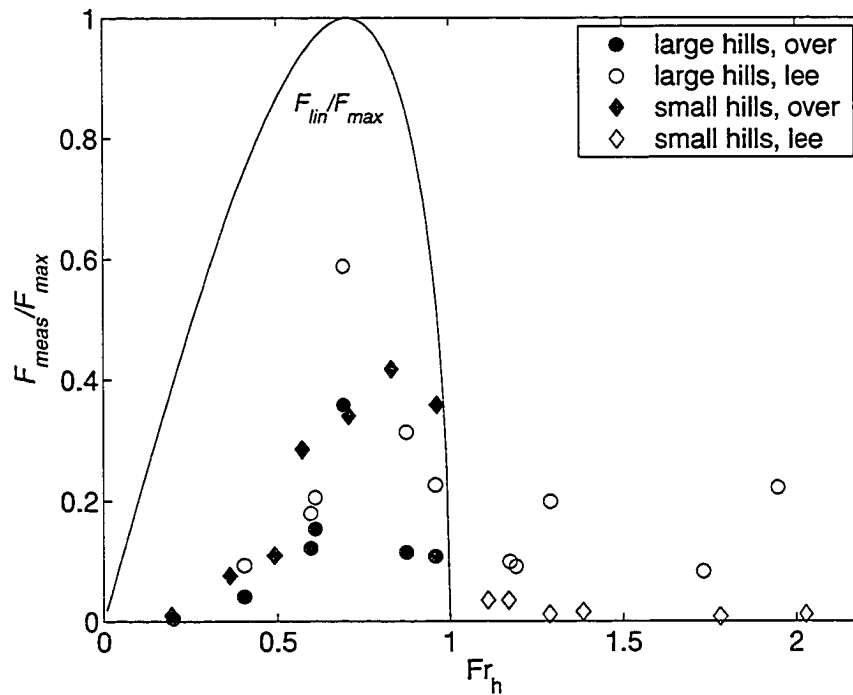 1
0.8
0.6
0.4
0.2
0
F_meas/F_max
F_lin/F_max
large hills, over
large hills, lee
small hills, over
small hills, lee
0 0.5 1 1.5 2
Fr_h